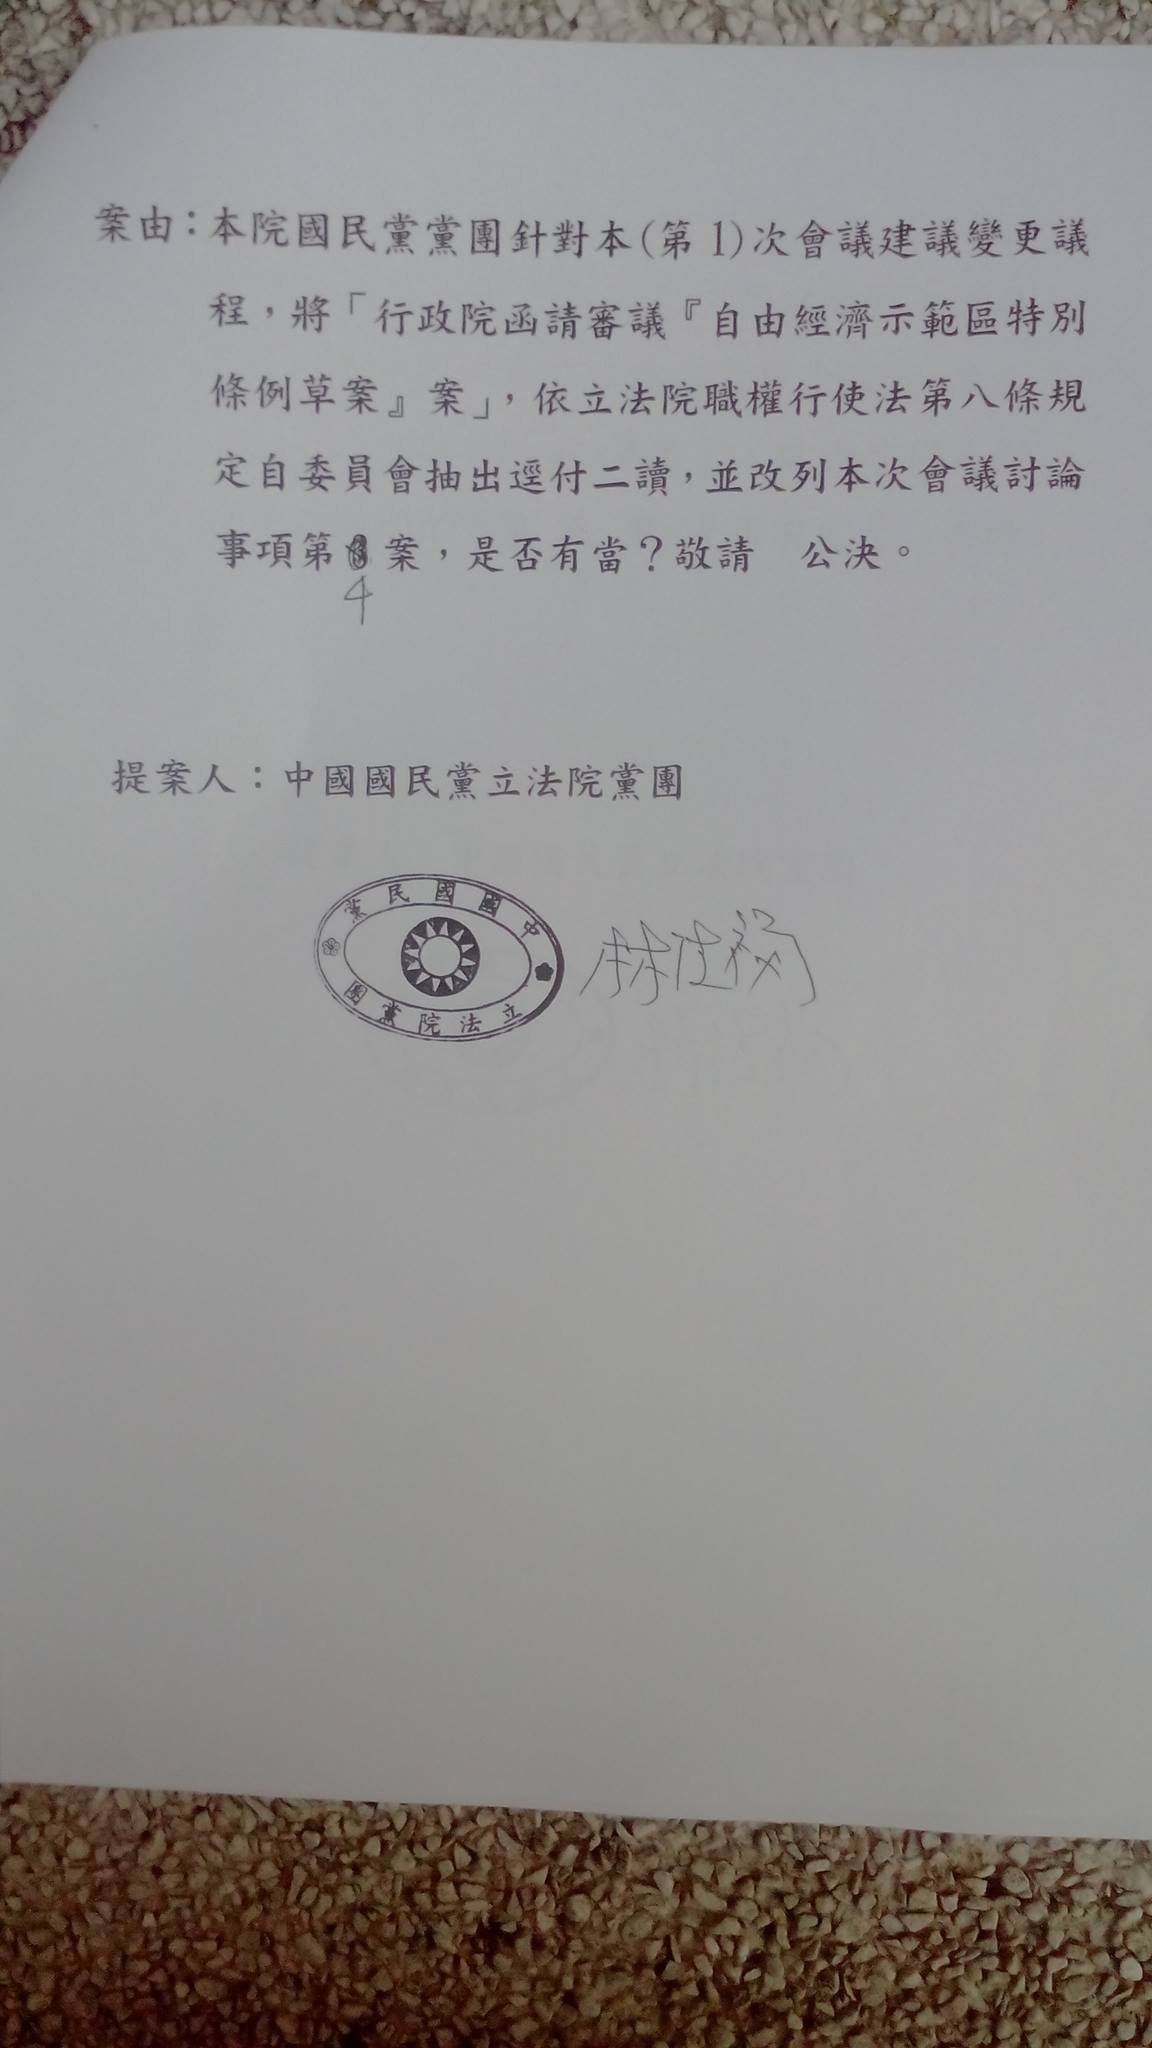 案由：本院國民黨黨團針對本(第1)次會議建議變更議
程，將「行政院函請審議『自由經濟示範區特別
條例草案』案」，依立法院職權行使法第八條規
定自委員會抽出逕付二讀，並改列本次會議討論
事項第案，是否有當？敬請　公決。
4
提案人：中國國民黨立法院黨團
中國國民黨
立法院黨團